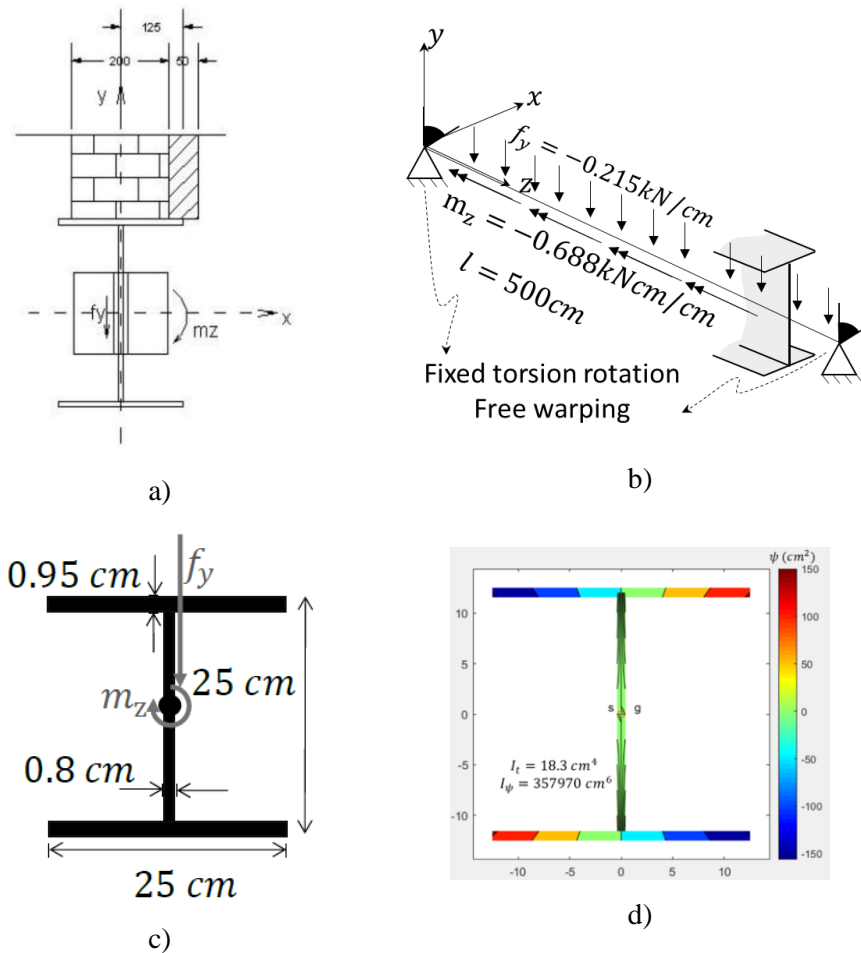 125
200
50
y
fy
x
mz
a)
y
x
f_y = −0.215kN/cm
z
m_z = −0.688kNcm/cm
l = 500cm
Fixed torsion rotation
Free warping
b)
0.95 cm
f_y
25 cm
m_z
0.8 cm
25 cm
c)
ψ (cm²)
150
100
50
0
-50
-100
-150
10
5
0
-5
-10
s g
I_t = 18.3 cm⁴
I_ψ = 357970 cm⁶
-10 -5 0 5 10
d)